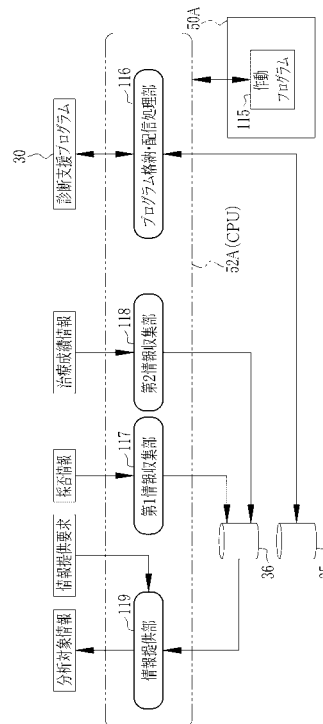 分析対象情報
情報提供要求
採否情報
治療成績情報
診断支援プログラム
30
119
情報提供部
117
第1情報収集部
118
第2情報収集部
116
プログラム格納・配信処理部
52A(CPU)
50A
115
作動
プログラム
36
35